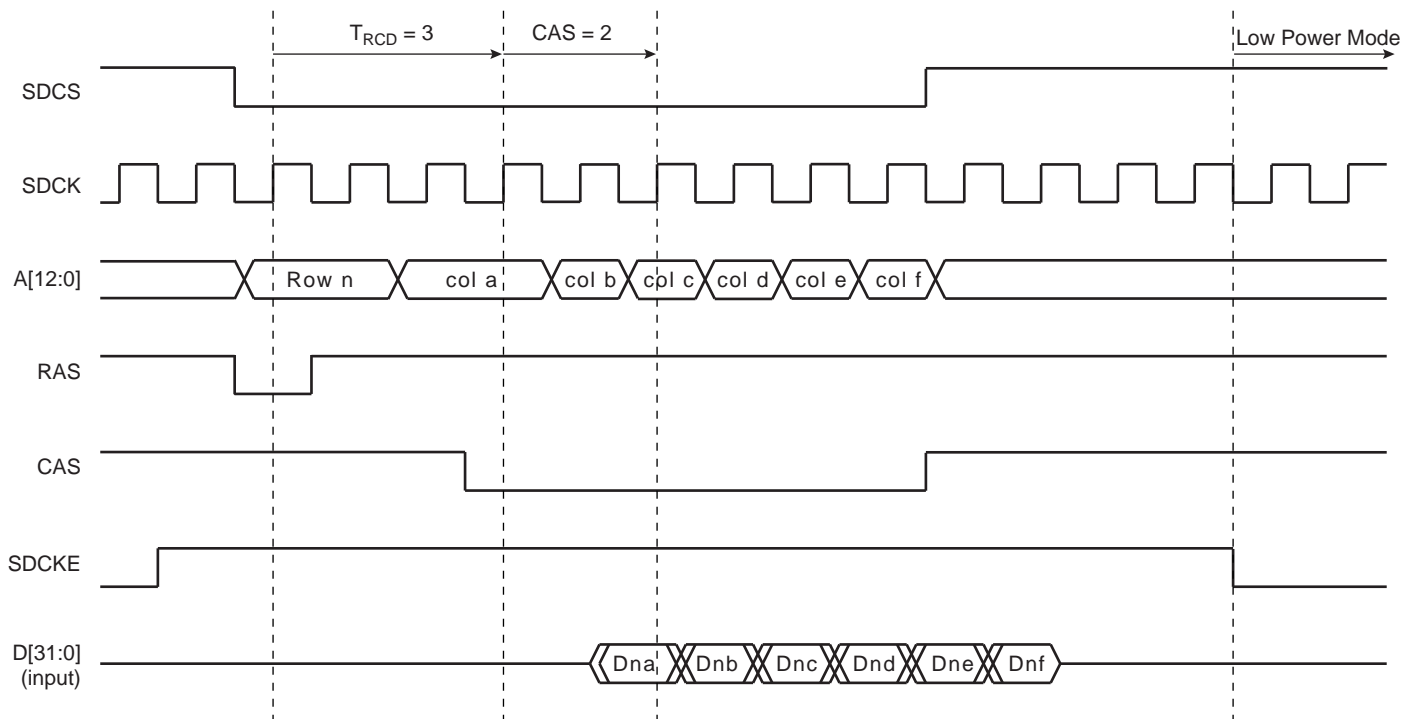 T_RCD = 3
CAS = 2
Low Power Mode
SDCS
SDCK
A[12:0]
Row n
col a
col b
col c
col d
col e
col f
RAS
CAS
SDCKE
D[31:0]
(input)
Dna
Dnb
Dnc
Dnd
Dne
Dnf